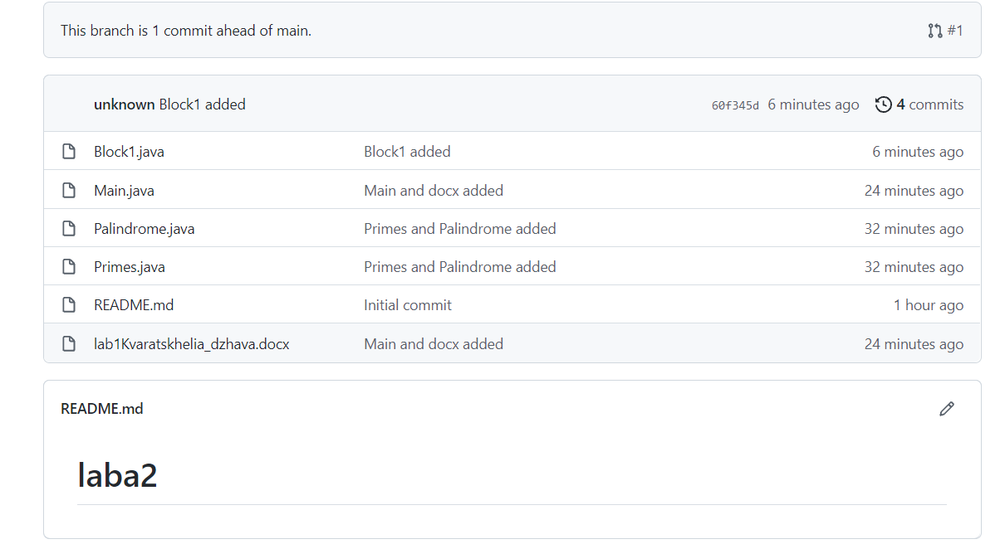 This branch is 1 commit ahead of main. #1
unknown Block1 added 60f345d 6 minutes ago 4 commits
Block1.java Block1 added 6 minutes ago
Main.java Main and docx added 24 minutes ago
Palindrome.java Primes and Palindrome added 32 minutes ago
Primes.java Primes and Palindrome added 32 minutes ago
README.md Initial commit 1 hour ago
lab1Kvaratskhelia_dzhava.docx Main and docx added 24 minutes ago
README.md
laba2